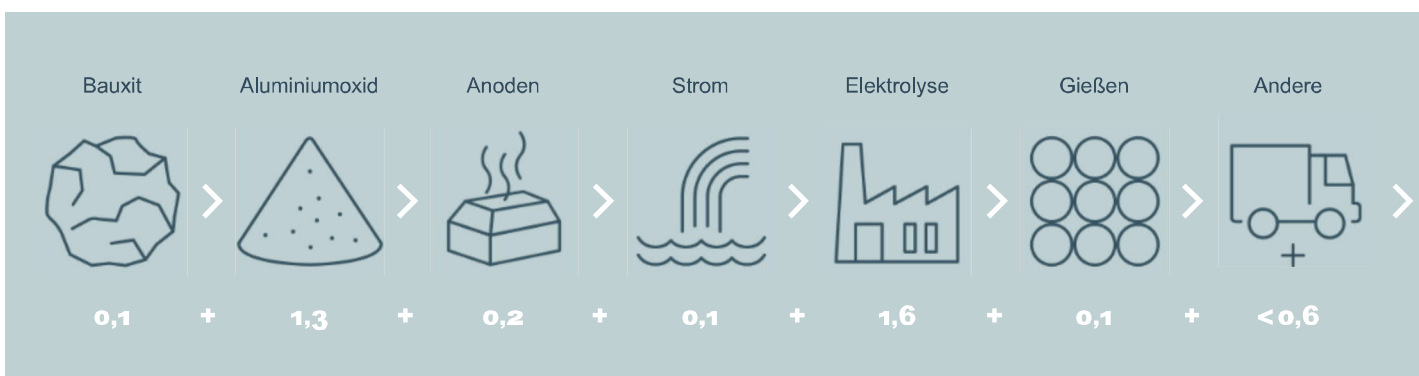 Bauxit Aluminiumoxid Anoden Strom Elektrolyse Gießen Andere
0,1 + 1,3 + 0,2 + 0,1 + 1,6 + 0,1 + <0,6